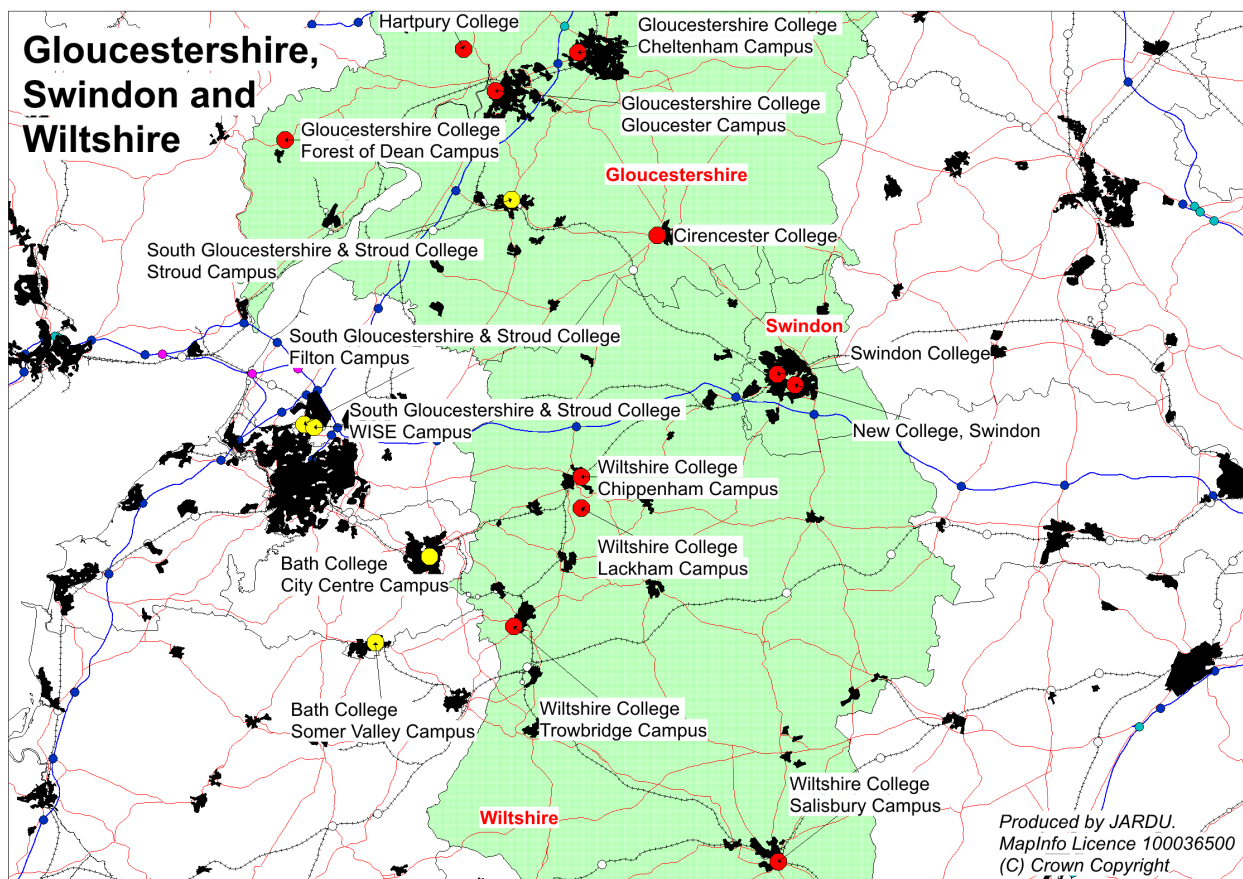 Gloucestershire,
Swindon and
Wiltshire
Hartpury College
Gloucestershire College
Cheltenham Campus
Gloucestershire College
Gloucester Campus
Gloucestershire College
Forest of Dean Campus
Gloucestershire
Cirencester College
South Gloucestershire & Stroud College
Stroud Campus
South Gloucestershire & Stroud College
Filton Campus
Swindon
Swindon College
South Gloucestershire & Stroud College
WISE Campus
New College, Swindon
Wiltshire College
Chippenham Campus
Wiltshire College
Lackham Campus
Bath College
City Centre Campus
Bath College
Somer Valley Campus
Wiltshire College
Trowbridge Campus
Wiltshire College
Salisbury Campus
Wiltshire
Produced by JARDU.
MapInfo Licence 100036500
(C) Crown Copyright